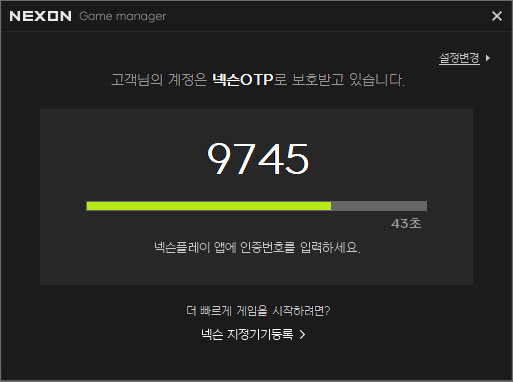 NEXON Game manager
설정변경
고객님의 계정은 넥슨OTP로 보호받고 있습니다.
9745
43초
넥슨플레이 앱에 인증번호를 입력하세요.
더 빠르게 게임을 시작하려면?
넥슨 지정기기등록 >